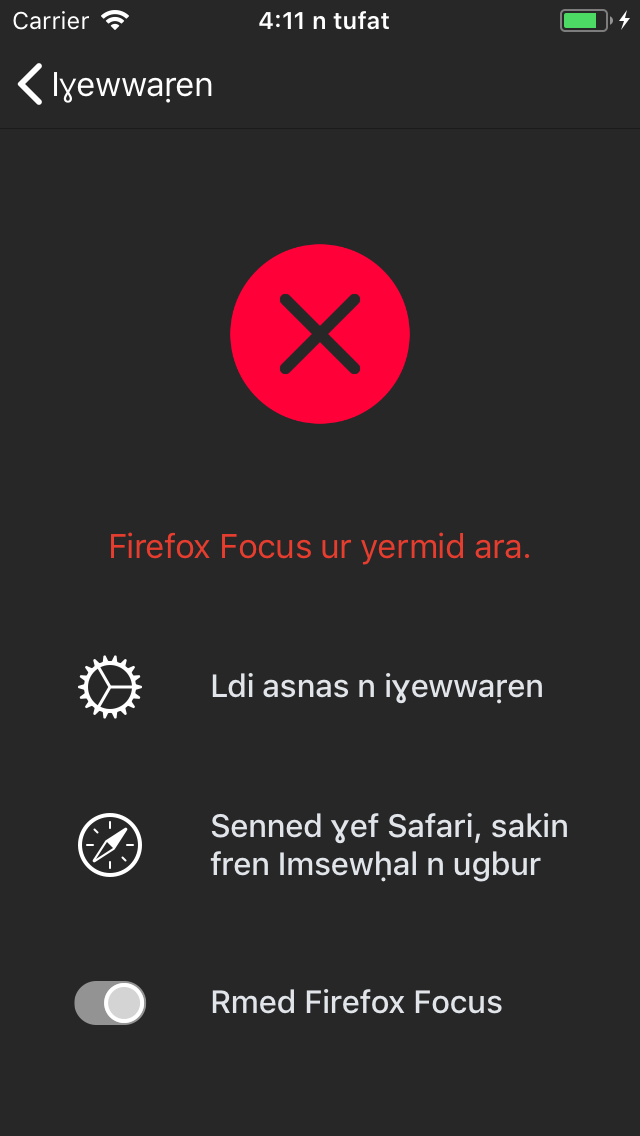 Carrier 4:11 n tufat
Iɣewwaṛen
Firefox Focus ur yermid ara.
Ldi asnas n iɣewwaṛen
Senned ɣef Safari, sakin
fren Imsewḥal n ugbur
Rmed Firefox Focus